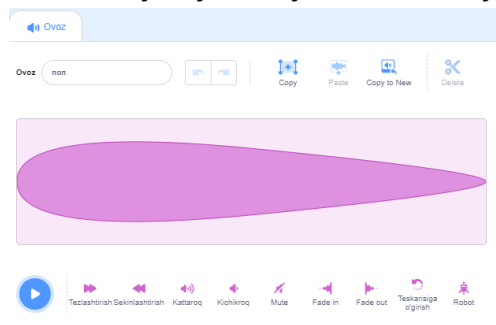 Ovoz
Ovoz non
Copy Paste Copy to New Delete
Tezlashtirish Sekinlashtirish Kattaroq Kichikroq Mute Fade in Fade out Teskarisiga o'girish Robot